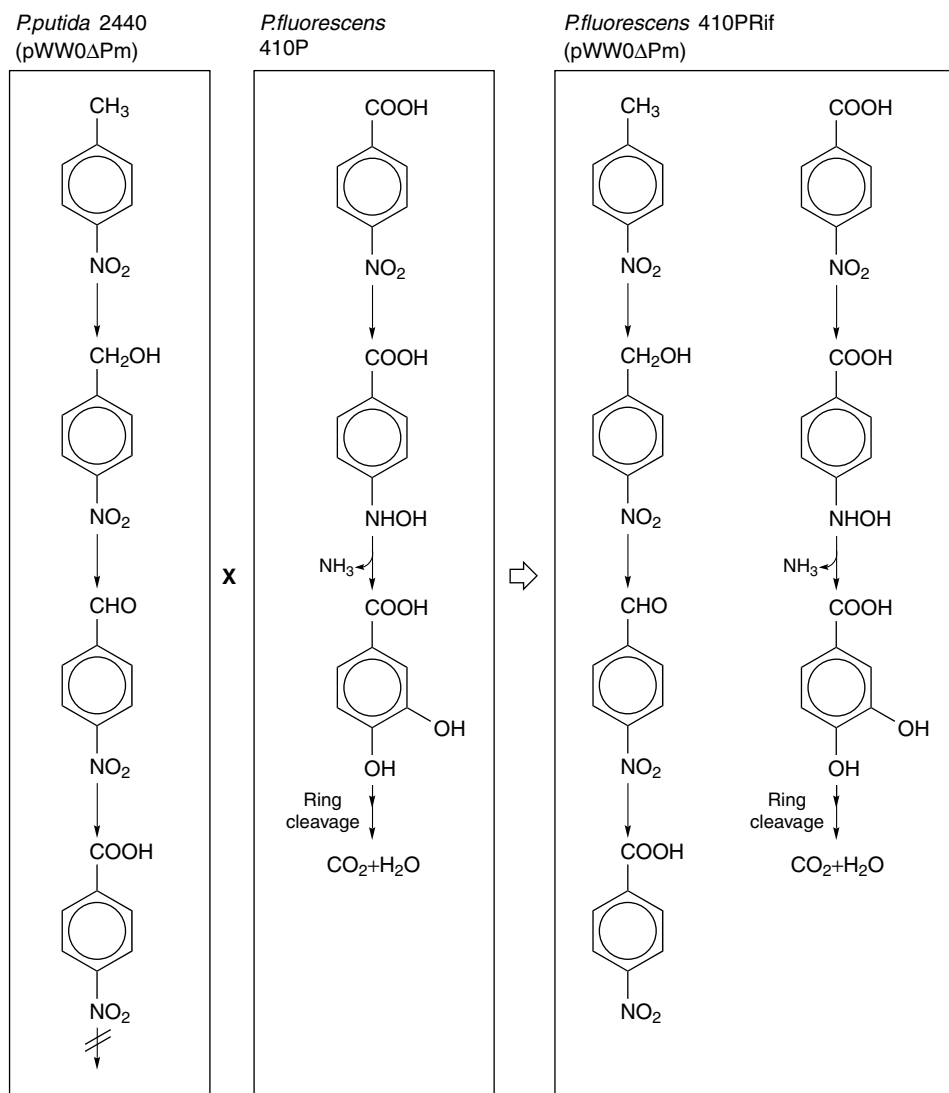 P.putida 2440
(pWW0ΔPm)
CH₃
NO₂
CH₂OH
NO₂
CHO
NO₂
COOH
NO₂
X
P.fluorescens
410P
COOH
NO₂
COOH
NHOH
NH₃
COOH
OH
OH
Ring
cleavage
CO₂+H₂O
P.fluorescens 410PRif
(pWW0ΔPm)
CH₃
NO₂
CH₂OH
NO₂
CHO
NO₂
COOH
NO₂
COOH
NO₂
COOH
NHOH
NH₃
COOH
OH
OH
Ring
cleavage
CO₂+H₂O